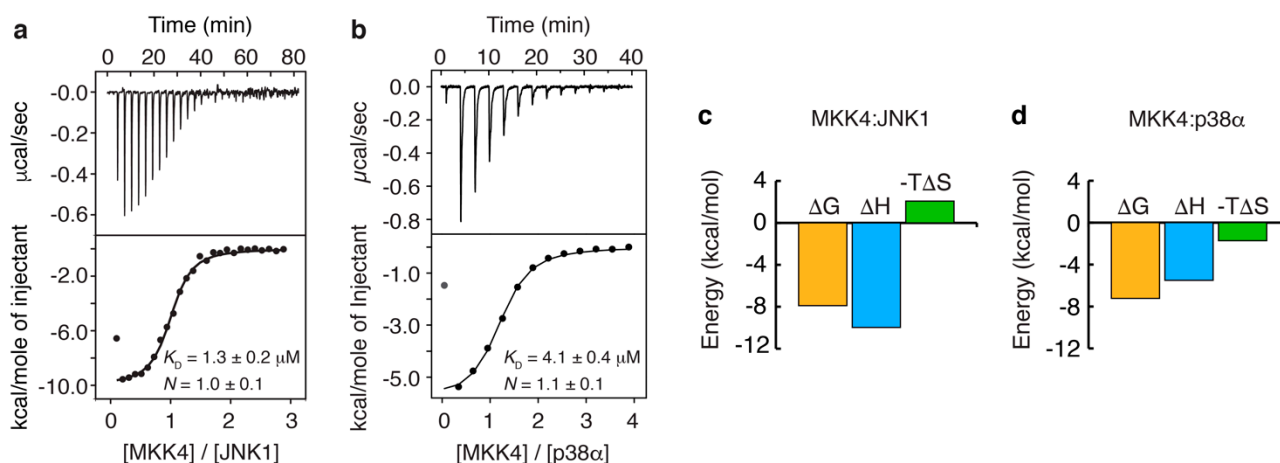 a
Time (min)
0 20 40 60 80
-0.0
-0.2
-0.4
-0.6
μcal/sec
-2.0
-6.0
-10.0
kcal/mole of injectant
K_D = 1.3 ± 0.2 μM
N = 1.0 ± 0.1
0 1 2 3
[MKK4] / [JNK1]
b
Time (min)
0 10 20 30 40
0.0
-0.2
-0.4
-0.6
-0.8
μcal/sec
-1.0
-3.0
-5.0
kcal/mole of Injectant
K_D = 4.1 ± 0.4 μM
N = 1.1 ± 0.1
0 1 2 3 4
[MKK4] / [p38α]
c
MKK4:JNK1
4
0
-4
-8
-12
Energy (kcal/mol)
ΔG ΔH -TΔS
d
MKK4:p38α
4
0
-4
-8
-12
Energy (kcal/mol)
ΔG ΔH -TΔS